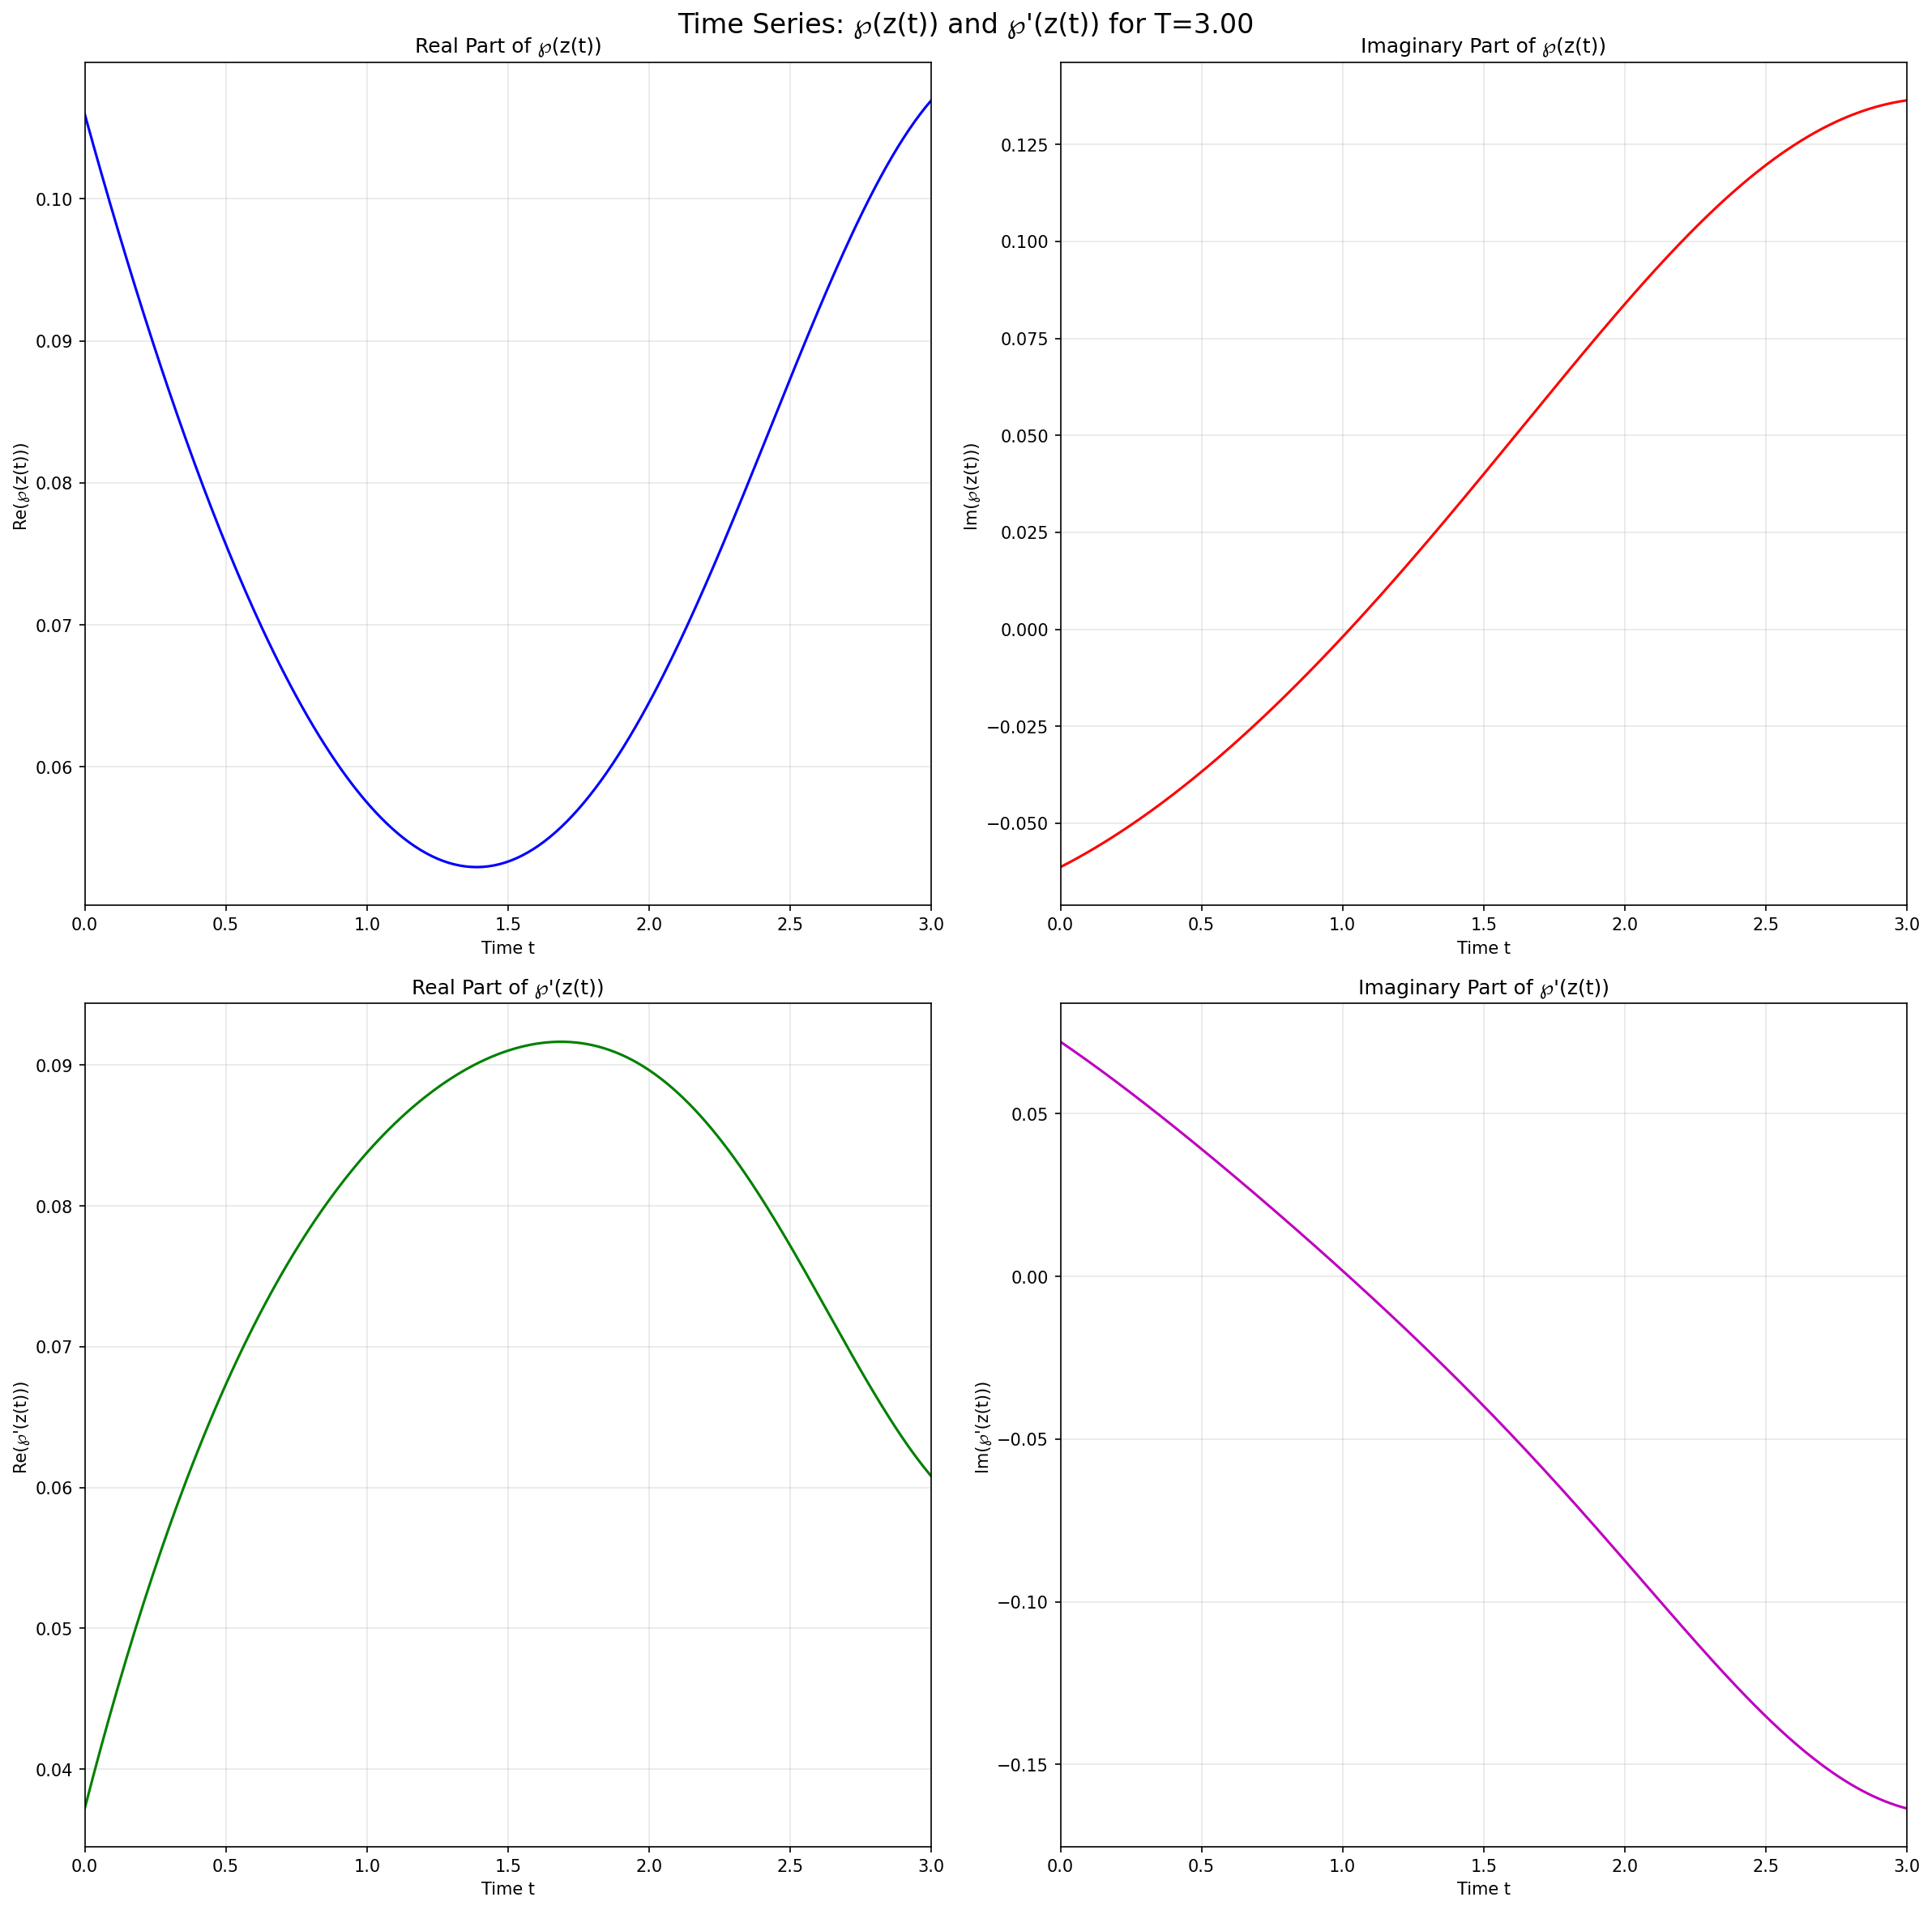 Time Series: ℘(z(t)) and ℘'(z(t)) for T=3.00
Real Part of ℘(z(t))
Re(℘(z(t)))
0.10
0.09
0.08
0.07
0.06
0.0 0.5 1.0 1.5 2.0 2.5 3.0
Time t
Imaginary Part of ℘(z(t))
Im(℘(z(t)))
0.125
0.100
0.075
0.050
0.025
0.000
−0.025
−0.050
0.0 0.5 1.0 1.5 2.0 2.5 3.0
Time t
Real Part of ℘'(z(t))
Re(℘'(z(t)))
0.09
0.08
0.07
0.06
0.05
0.04
0.0 0.5 1.0 1.5 2.0 2.5 3.0
Time t
Imaginary Part of ℘'(z(t))
Im(℘'(z(t)))
0.05
0.00
−0.05
−0.10
−0.15
0.0 0.5 1.0 1.5 2.0 2.5 3.0
Time t